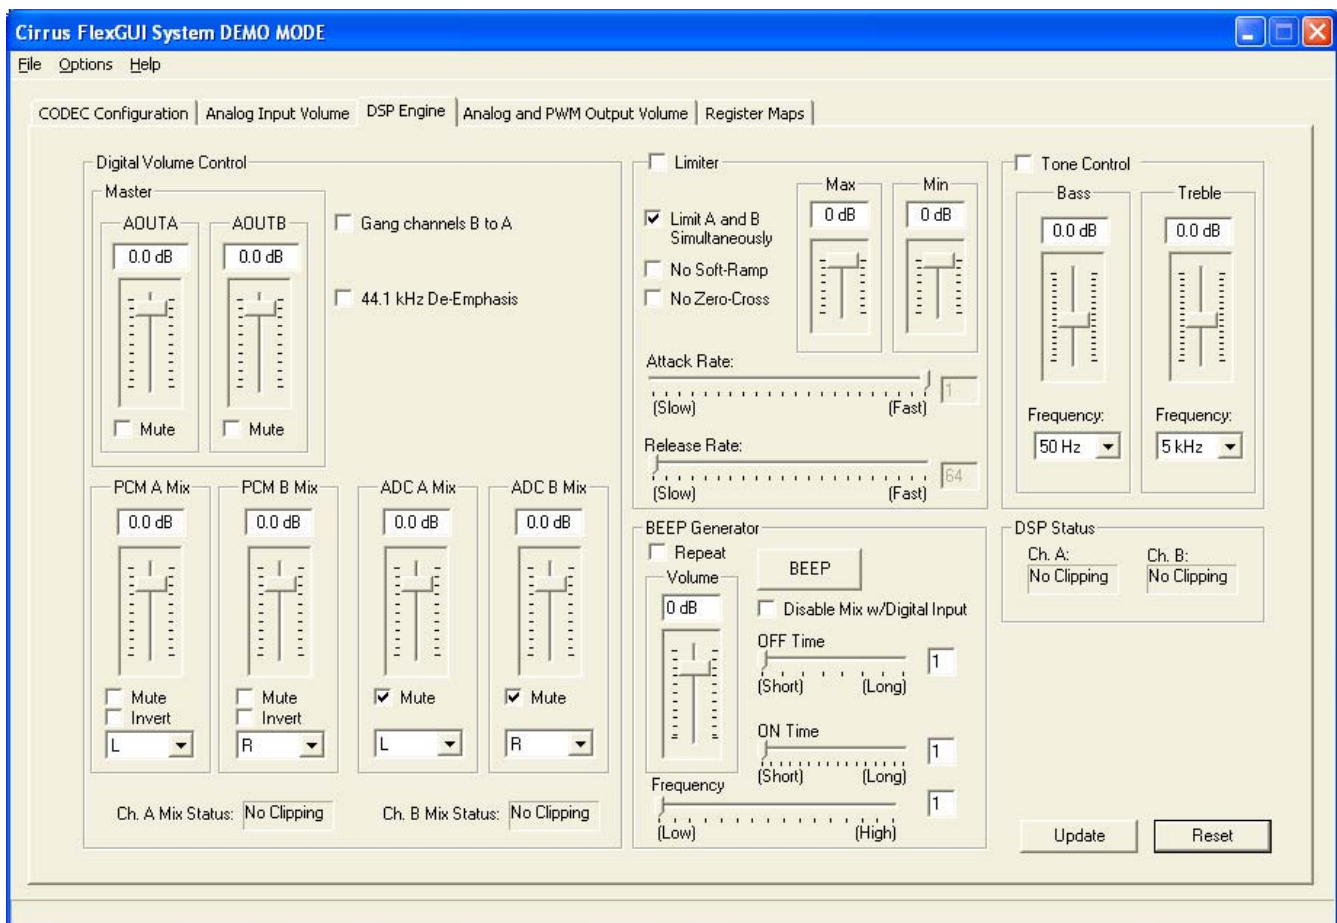 Cirrus FlexGUI System DEMO MODE
File Options Help
CODEC Configuration
Analog Input Volume
DSP Engine
Analog and PWM Output Volume
Register Maps
Digital Volume Control
Master
AOUTA
0.0 dB
Mute
AOUTB
0.0 dB
Mute
Gang channels B to A
44.1 kHz De-Emphasis
PCM A Mix
0.0 dB
Mute
Invert
L
PCM B Mix
0.0 dB
Mute
Invert
R
ADC A Mix
0.0 dB
Mute
L
ADC B Mix
0.0 dB
Mute
R
Ch. A Mix Status: No Clipping
Ch. B Mix Status: No Clipping
Limiter
Limit A and B
Simultaneously
No Soft-Ramp
No Zero-Cross
Max
0 dB
Min
0 dB
Attack Rate:
1
(Slow) (Fast)
Release Rate:
64
(Slow) (Fast)
BEEP Generator
Repeat
Volume
0 dB
BEEP
Disable Mix w/Digital Input
OFF Time
1
(Short) (Long)
ON Time
1
(Short) (Long)
Frequency
1
(Low) (High)
Tone Control
Bass
0.0 dB
Frequency:
50 Hz
Treble
0.0 dB
Frequency:
5 kHz
DSP Status
Ch. A:
No Clipping
Ch. B:
No Clipping
Update
Reset